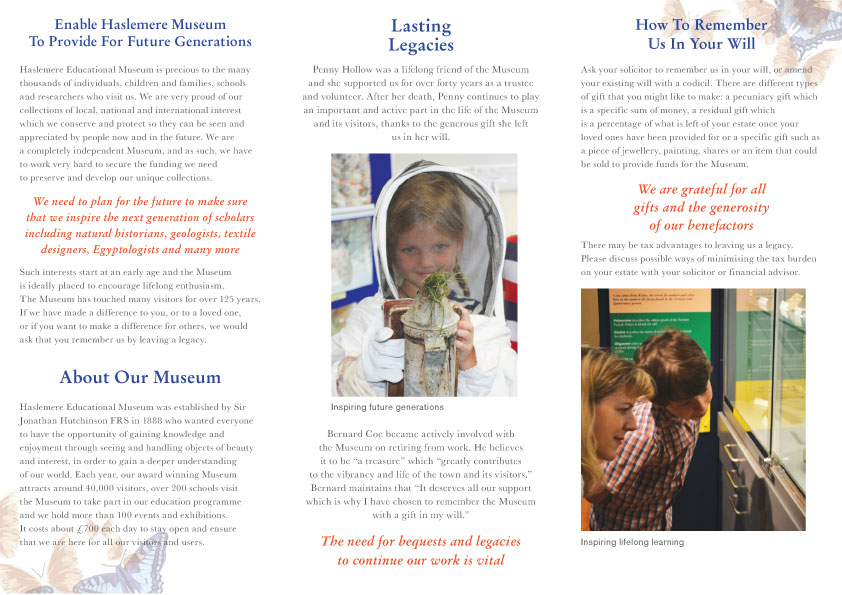 Enable Haslemere Museum
To Provide For Future Generations
Haslemere Educational Museum is precious to the many
thousands of individuals, children and families, schools
and researchers who visit us. We are very proud of our
collections of local, national and international interest
which we conserve and protect so they can be seen and
appreciated by people now and in the future. We are
a completely independent Museum, and as such, we have
to work very hard to secure the funding we need
to preserve and develop our unique collections.
We need to plan for the future to make sure
that we inspire the next generation of scholars
including natural historians, geologists, textile
designers, Egyptologists and many more
Such interests start at an early age and the Museum
is ideally placed to encourage lifelong enthusiasm.
The Museum has touched many visitors for over 125 years.
If we have made a difference to you, or to a loved one,
or if you want to make a difference for others, we would
ask that you remember us by leaving a legacy.
About Our Museum
Haslemere Educational Museum was established by Sir
Jonathan Hutchinson FRS in 1888 who wanted everyone
to have the opportunity of gaining knowledge and
enjoyment through seeing and handling objects of beauty
and interest, in order to gain a deeper understanding
of our world. Each year, our award winning Museum
attracts around 40,000 visitors, over 200 schools visit
the Museum to take part in our education programme
and we hold more than 100 events and exhibitions.
It costs about £700 each day to stay open and ensure
that we are here for all our visitors and users.
Lasting
Legacies
Penny Hollow was a lifelong friend of the Museum
and she supported us for over forty years as a trustee
and volunteer. After her death, Penny continues to play
an important and active part in the life of the Museum
and its visitors, thanks to the generous gift she left
us in her will.
Inspiring future generations
Bernard Coe became actively involved with
the Museum on retiring from work. He believes
it to be “a treasure” which “greatly contributes
to the vibrancy and life of the town and its visitors.”
Bernard maintains that “It deserves all our support
which is why I have chosen to remember the Museum
with a gift in my will.”
The need for bequests and legacies
to continue our work is vital
How To Remember
Us In Your Will
Ask your solicitor to remember us in your will, or amend
your existing will with a codicil. There are different types
of gift that you might like to make: a pecuniary gift which
is a specific sum of money, a residual gift which
is a percentage of what is left of your estate once your
loved ones have been provided for or a specific gift such as
a piece of jewellery, painting, shares or an item that could
be sold to provide funds for the Museum.
We are grateful for all
gifts and the generosity
of our benefactors
There may be tax advantages to leaving us a legacy.
Please discuss possible ways of minimising the tax burden
on your estate with your solicitor or financial advisor.
Inspiring lifelong learning